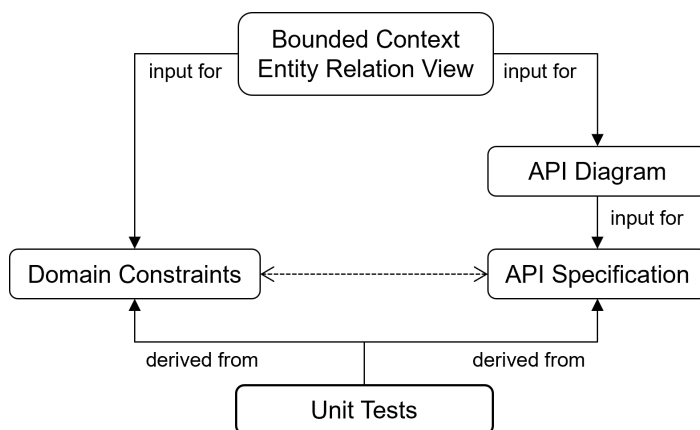 Bounded Context
Entity Relation View
input for
input for
API Diagram
input for
Domain Constraints
API Specification
derived from
derived from
Unit Tests